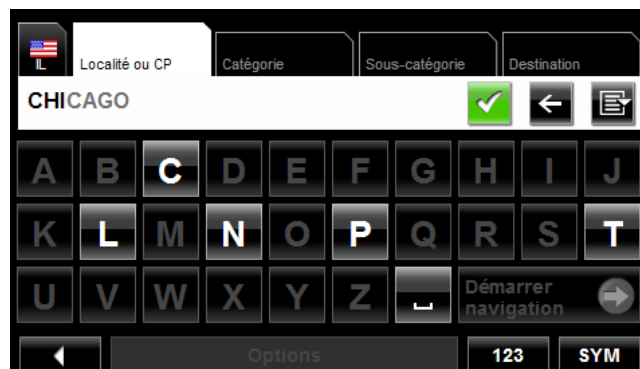 IL Localité ou CP Catégorie Sous-catégorie Destination
CHICAGO
A B C D E F G H I J
K L M N O P Q R S T
U V W X Y Z Démarrer
navigation
Options 123 SYM